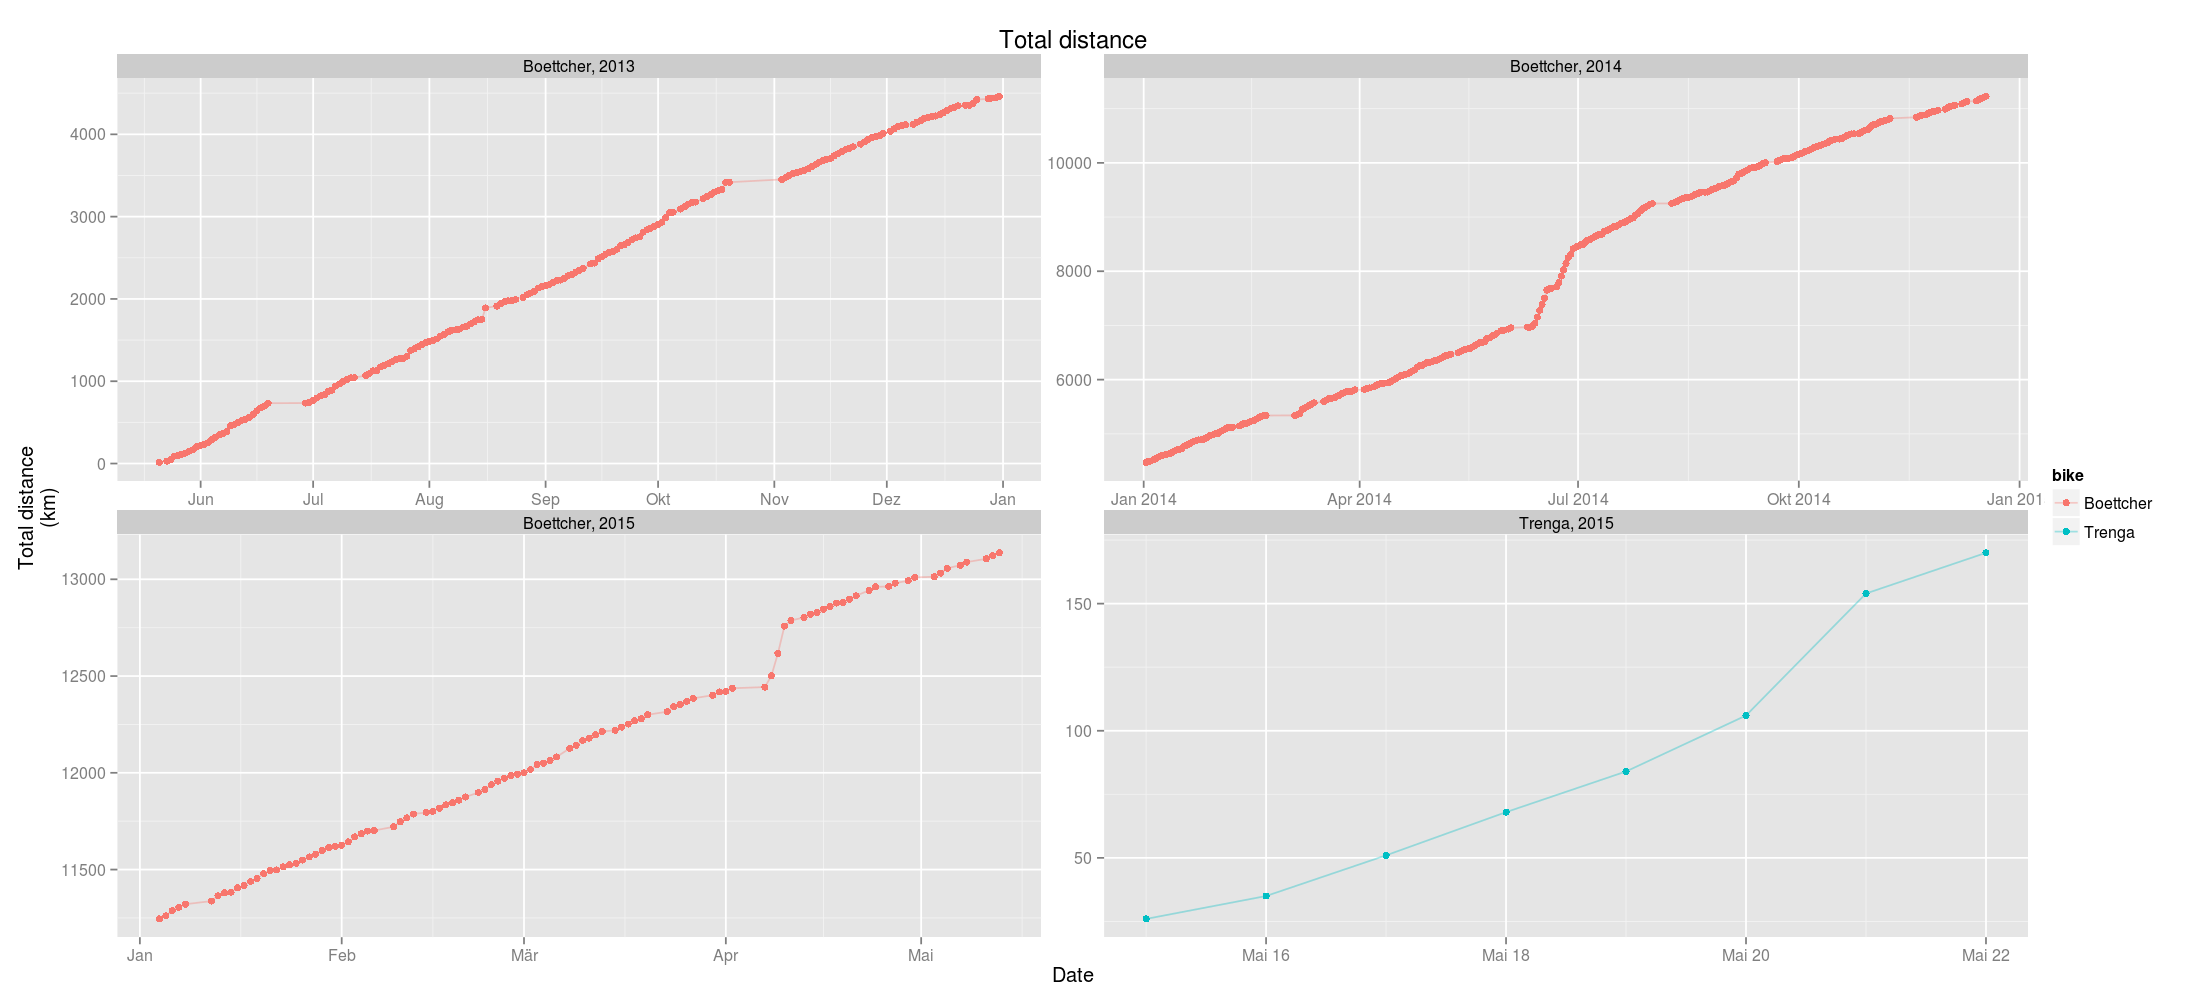 Total distance
Boettcher, 2013
Boettcher, 2014
4000
3000
2000
1000
0
10000
8000
6000
Jun Jul Aug Sep Okt Nov Dez Jan
Jan 2014 Apr 2014 Jul 2014 Okt 2014 Jan 201
Total distance
(km)
bike
Boettcher
Trenga
Boettcher, 2015
Trenga, 2015
13000
12500
12000
11500
150
100
50
Jan Feb Mär Apr Mai
Mai 16 Mai 18 Mai 20 Mai 22
Date